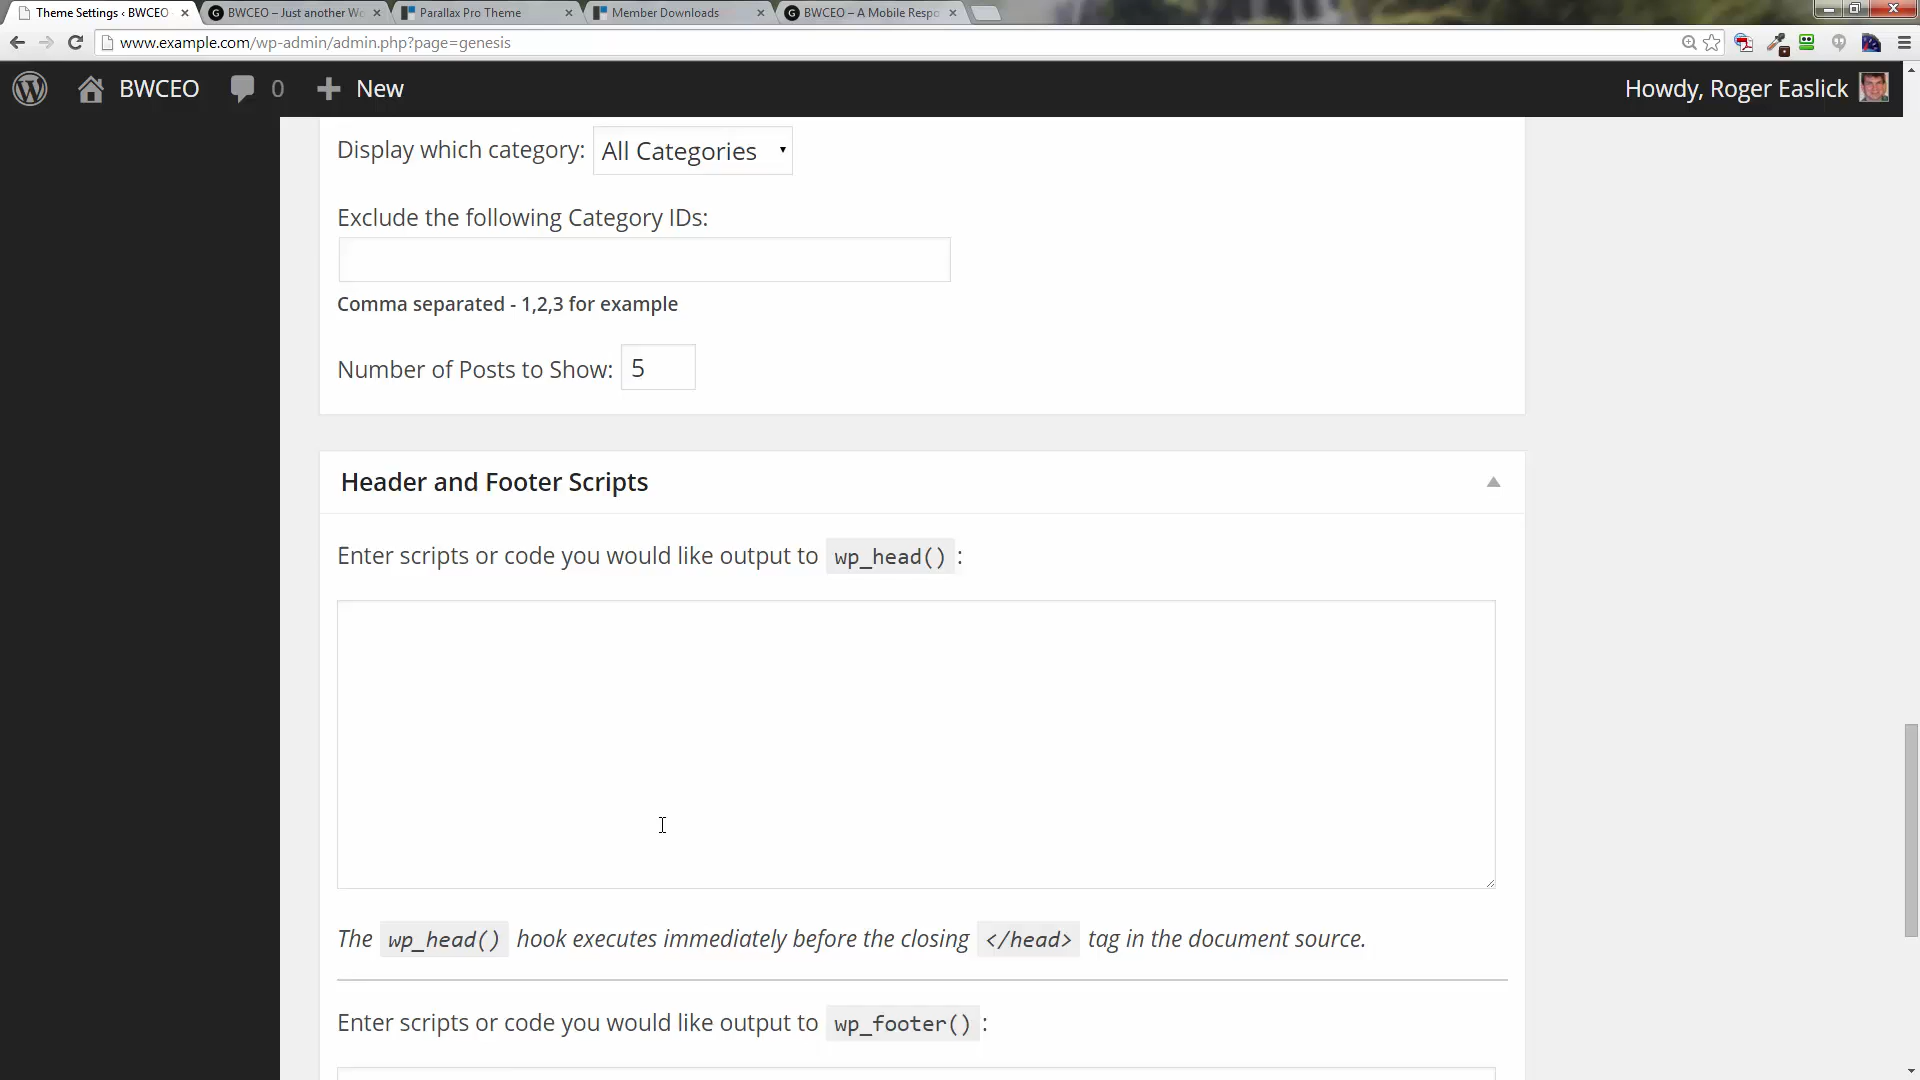 Theme Settings ‹ BWCEO
BWCEO – Just another Wo
Parallax Pro Theme
Member Downloads
BWCEO – A Mobile Respo
www.example.com/wp-admin/admin.php?page=genesis
BWCEO 0 New Howdy, Roger Easlick
Display which category: All Categories
Exclude the following Category IDs:
Comma separated - 1,2,3 for example
Number of Posts to Show: 5
Header and Footer Scripts
Enter scripts or code you would like output to wp_head() :
The wp_head() hook executes immediately before the closing </head> tag in the document source.
Enter scripts or code you would like output to wp_footer() :